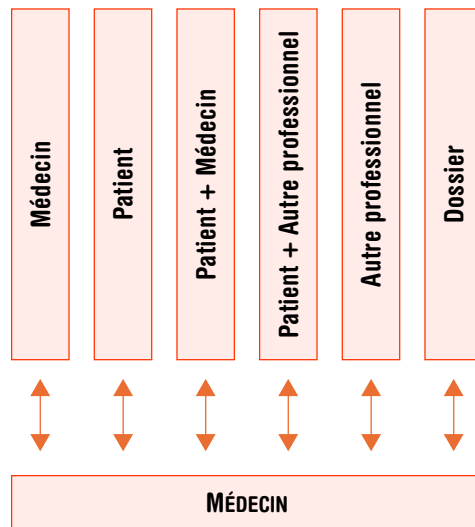 Médecin
Patient
Patient + Médecin
Patient + Autre professionnel
Autre professionnel
Dossier
MÉDECIN